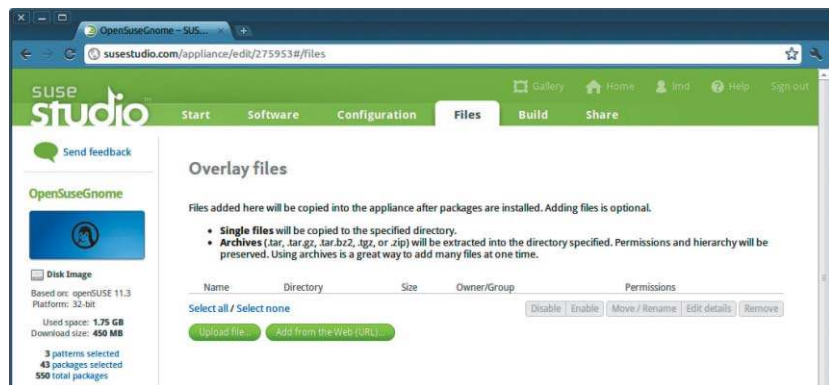 OpenSuseGnome – SUS...
susestudio.com/appliance/edit/275953#/files
Gallery Home lmd Help Sign out
suse
studio
Start Software Configuration Files Build Share
Send feedback
OpenSuseGnome
Disk Image
Based on: openSUSE 11.3
Platform: 32-bit
Used space: 1.75 GB
Download size: 450 MB
3 patterns selected
43 packages selected
550 total packages
Overlay files
Files added here will be copied into the appliance after packages are installed. Adding files is optional.
• Single files will be copied to the specified directory.
• Archives (.tar, .tar.gz, .tar.bz2, .tgz, or .zip) will be extracted into the directory specified. Permissions and hierarchy will be
preserved. Using archives is a great way to add many files at one time.
Name Directory Size Owner/Group Permissions
Select all / Select none
Disable Enable Move / Rename Edit details Remove
Upload file... Add from the Web (URL)...